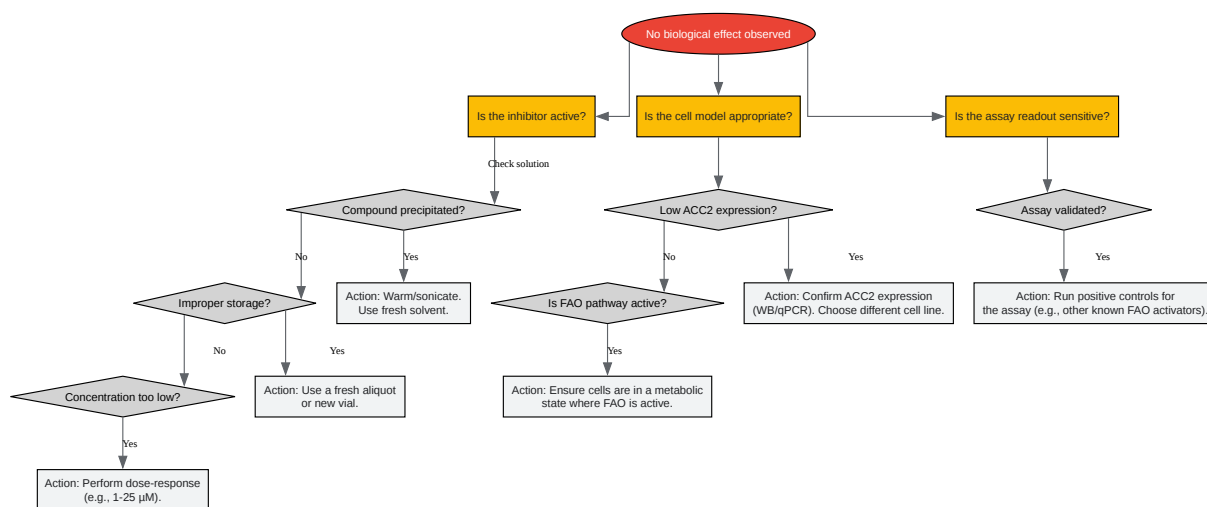 No biological effect observed
Is the inhibitor active?
Is the cell model appropriate?
Is the assay readout sensitive?
Check solution
Compound precipitated?
Low ACC2 expression?
Assay validated?
No
Yes
No
Yes
Yes
Improper storage?
Action: Warm/sonicate.
Use fresh solvent.
Is FAO pathway active?
Action: Confirm ACC2 expression
(WB/qPCR). Choose different cell line.
Action: Run positive controls for
the assay (e.g., other known FAO activators).
No
Yes
Yes
Concentration too low?
Action: Use a fresh aliquot
or new vial.
Action: Ensure cells are in a metabolic
state where FAO is active.
Yes
Action: Perform dose-response
(e.g., 1-25 µM).